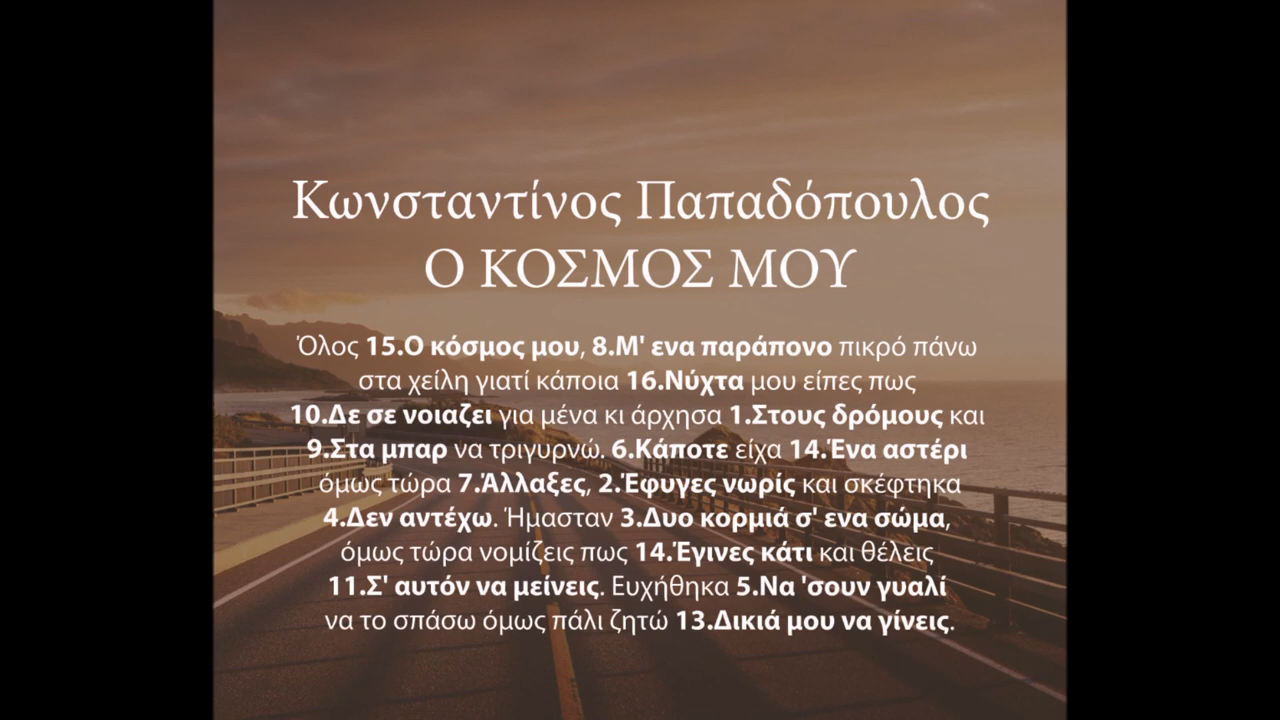 Κωνσταντίνος Παπαδόπουλος
Ο ΚΟΣΜΟΣ ΜΟΥ
Όλος 15.Ο κόσμος μου, 8.Μ' ενα παράπονο πικρό πάνω
στα χείλη γιατί κάποια 16.Νύχτα μου είπες πως
10.Δε σε νοιαζει για μένα κι άρχησα 1.Στους δρόμους και
9.Στα μπαρ να τριγυρνώ. 6.Κάποτε είχα 14.Ένα αστέρι
όμως τώρα 7.Άλλαξες, 2.Έφυγες νωρίς και σκέφτηκα
4.Δεν αντέχω. Ήμασταν 3.Δυο κορμιά σ' ενα σώμα,
όμως τώρα νομίζεις πως 14.Έγινες κάτι και θέλεις
11.Σ' αυτόν να μείνεις. Ευχήθηκα 5.Να 'σουν γυαλί
να το σπάσω όμως πάλι ζητώ 13.Δικιά μου να γίνεις.